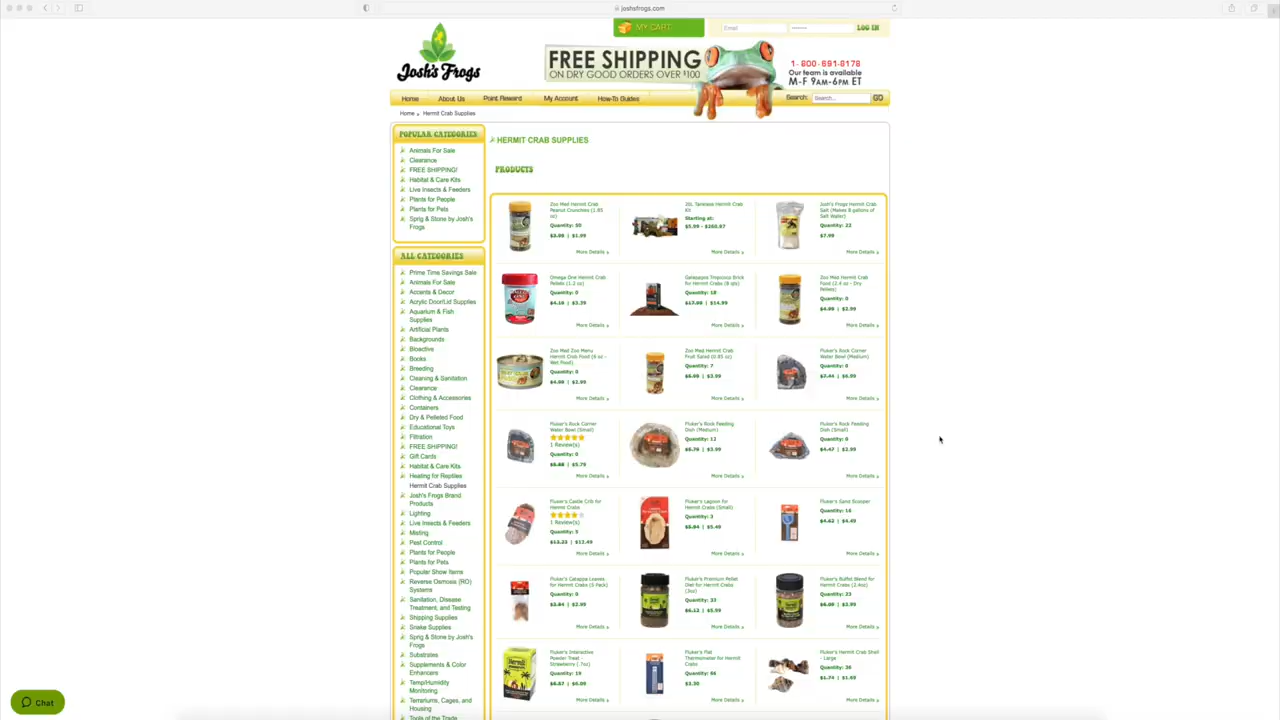 joshsfrogs.com
MY CART
Email
LOG IN
Josh's Frogs
FREE SHIPPING
ON DRY GOOD ORDERS OVER $100
1-800-691-8176
Our team is available
M-F 9AM-6PM ET
Home
About Us
Point Reward
My Account
How-To Guides
Search:
Search...
GO
Home
Hermit Crab Supplies
POPULAR CATEGORIES
Animals For Sale
Clearance
FREE SHIPPING!
Habitat & Care Kits
Live Insects & Feeders
Plants for People
Plants for Pets
Sprig & Stone by Josh's
Frogs
ALL CATEGORIES
Prime Time Savings Sale
Animals For Sale
Accents & Decor
Acrylic Door/Lid Supplies
Aquarium & Fish
Supplies
Artificial Plants
Backgrounds
Bioactive
Books
Breeding
Cleaning & Sanitation
Clearance
Clothing & Accessories
Containers
Dry & Pelleted Food
Educational Toys
Filtration
FREE SHIPPING!
Gift Cards
Habitat & Care Kits
Heating for Reptiles
Hermit Crab Supplies
Josh's Frogs Brand
Products
Lighting
Live Insects & Feeders
Misting
Pest Control
Plants for People
Plants for Pets
Popular Show Items
Reverse Osmosis (RO)
Systems
Sanitation, Disease
Treatment, and Testing
Shipping Supplies
Snake Supplies
Sprig & Stone by Josh's
Frogs
Substrates
Supplements & Color
Enhancers
Temp/Humidity
Monitoring
Terrariums, Cages, and
Housing
Tools of the Trade
HERMIT CRAB SUPPLIES
PRODUCTS
Zoo Med Hermit Crab
Peanut Crunchies (1.85
oz)
Quantity: 50
$3.99 | $1.99
More Details
20L Tanease Hermit Crab
Kit
Starting at:
More Details
Josh's Frogs Hermit Crab
Salt (Makes 8 gallons of
Salt Water)
Quantity: 22
$7.99
More Details
Omega One Hermit Crab
Pellets (1.2 oz)
Quantity: 0
$4.18 | $3.39
More Details
Galapagos Tropicoco Brick
for Hermit Crabs (8 qts)
Quantity: 18
$17.99 | $14.99
More Details
Zoo Med Hermit Crab
Food (2.4 oz - Dry
Pellets)
Quantity: 0
$4.99 | $2.99
More Details
Zoo Med Zoo Menu
Hermit Crab Food (6 oz -
Wet Food)
Quantity: 0
$4.99 | $2.99
More Details
Zoo Med Hermit Crab
Fruit Salad (0.85 oz)
Quantity: 7
$6.99 | $3.99
More Details
Fluker's Rock Corner
Water Bowl (Medium)
Quantity: 0
$7.44 | $6.99
More Details
Fluker's Rock Corner
Water Bowl (Small)
1 Review(s)
Quantity: 0
| $5.79
More Details
Fluker's Rock Feeding
Dish (Medium)
Quantity: 12
$5.76 | $3.99
More Details
Fluker's Rock Feeding
Dish (Small)
Quantity: 0
$4.47 | $2.99
More Details
Fluker's Castle Crib for
Hermit Crabs
1 Review(s)
Quantity: 5
$13.23 | $12.49
More Details
Fluker's Lagoon for
Hermit Crabs (Small)
Quantity: 3
$5.84 | $5.49
More Details
Fluker's Sand Scooper
Quantity: 16
$4.62 | $4.49
More Details
Fluker's Catappa Leaves
for Hermit Crabs (5 Pack)
Quantity: 0
$3.84 | $2.99
More Details
Fluker's Premium Pellet
Diet for Hermit Crabs
(3oz)
Quantity: 33
$6.12 | $5.99
More Details
Fluker's Buffet Blend for
Hermit Crabs (2.4oz)
Quantity: 23
$6.09 | $3.99
More Details
Fluker's Interactive
Powder Treat -
Strawberry (.7oz)
Quantity: 19
$6.57 | $6.09
More Details
Fluker's Flat
Thermometer for Hermit
Crabs
Quantity: 66
$3.30
More Details
Fluker's Hermit Crab Shell
- Large
Quantity: 36
$1.74 | $1.69
More Details
Chat